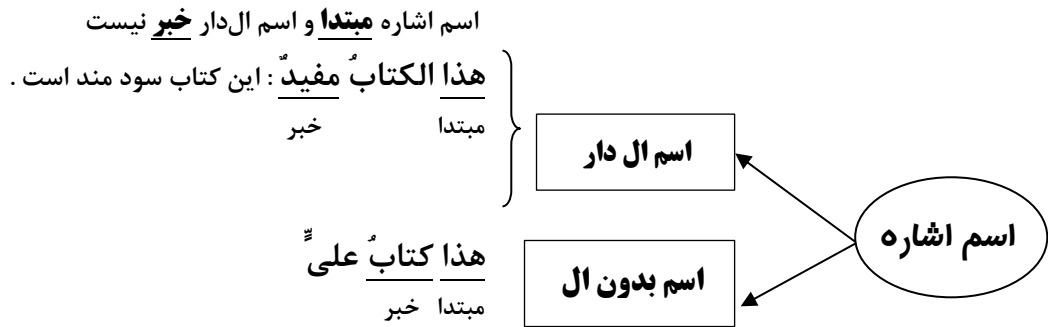 اسم اشاره مبتدا و اسم ال‌دار خبر نیست
هذا الکتابُ مفیدٌ : این کتاب سود مند است .
مبتدا خبر
اسم ال دار
اسم اشاره
هذا کتابٌ علیٍّ
مبتدا خبر
اسم بدون ال